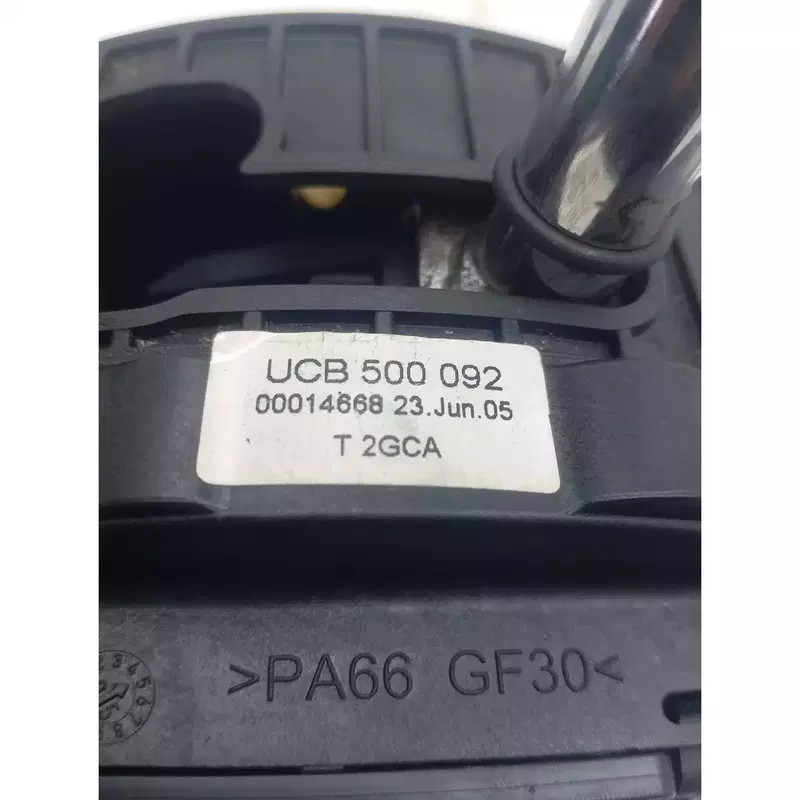 UCB 500 092
00014668 23.Jun.05
T 2GCA
>PA66 GF30<